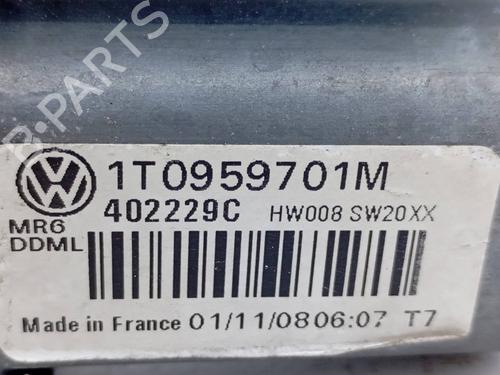 B-PARTS
1T0959701M
402229C HW008 SW20XX
MR6
DDML
Made in France 01/11/0806:07 T7